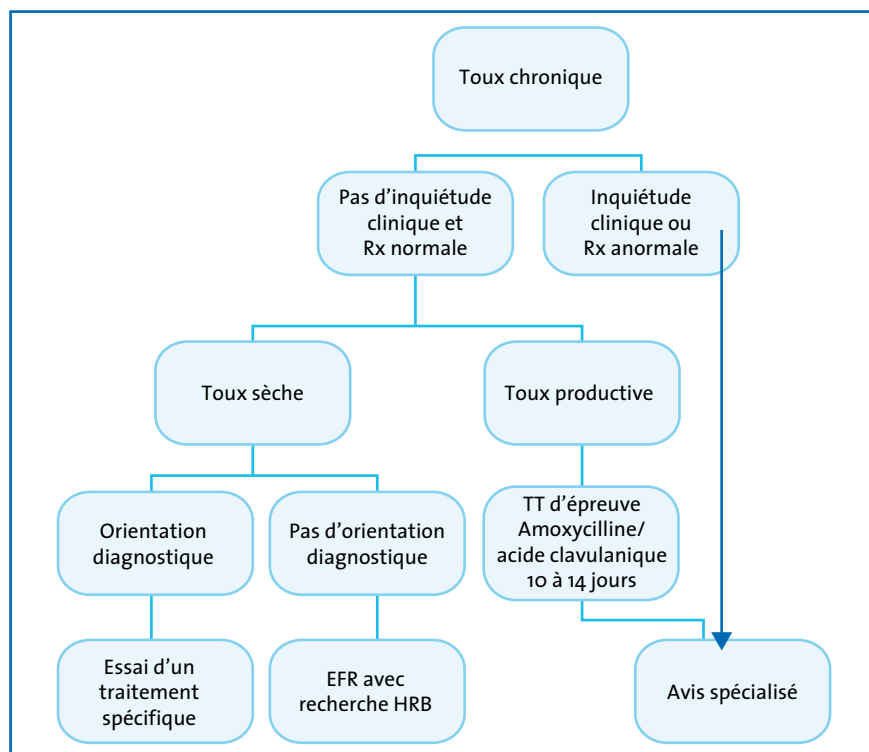 Toux chronique
Pas d’inquiétude
clinique et
Rx normale
Inquiétude
clinique ou
Rx anormale
Toux sèche
Toux productive
Orientation
diagnostique
Pas d’orientation
diagnostique
TT d’épreuve
Amoxycilline/
acide clavulanique
10 à 14 jours
Essai d’un
traitement
spécifique
EFR avec
recherche HRB
Avis spécialisé